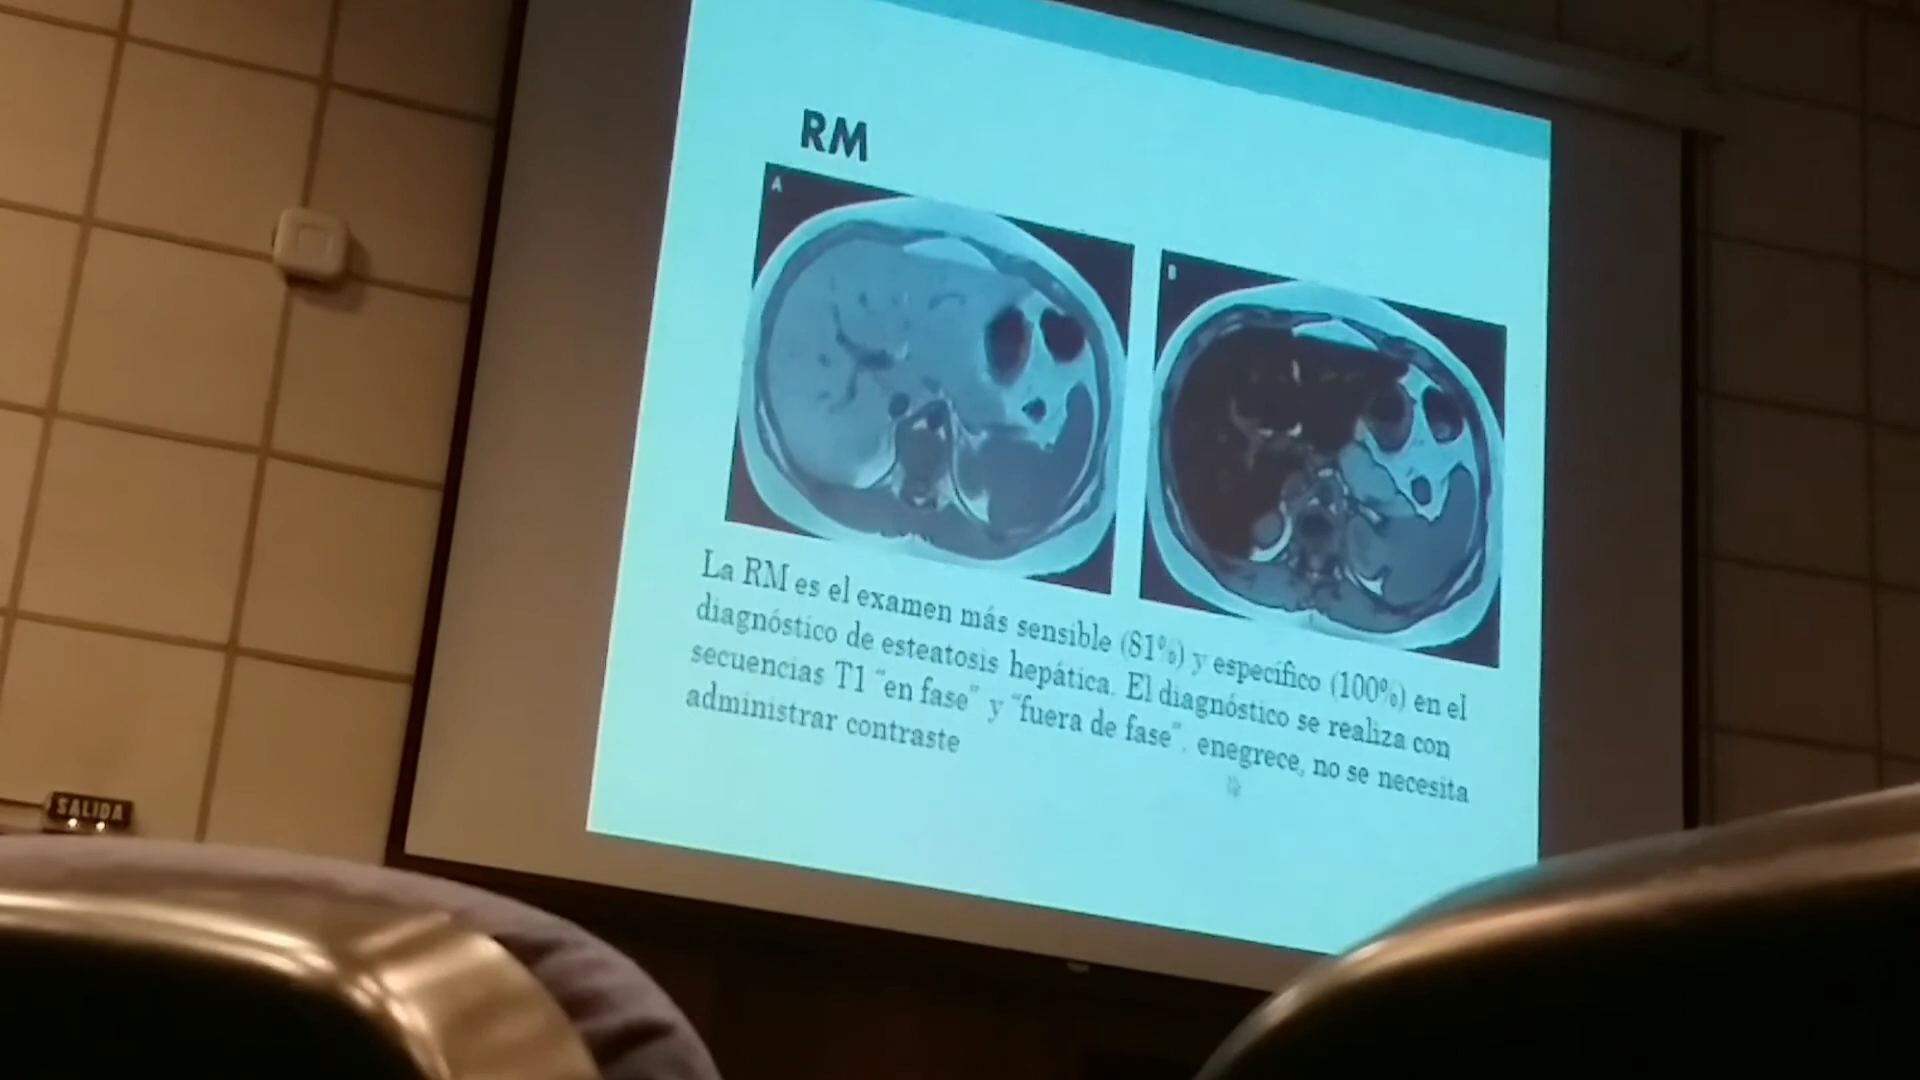 RM
A
B
La RM es el examen más sensible (81%) y específico (100%) en el
diagnóstico de esteatosis hepática. El diagnóstico se realiza con
secuencias T1 "en fase" y "fuera de fase", enegrece, no se necesita
administrar contraste
SALIDA